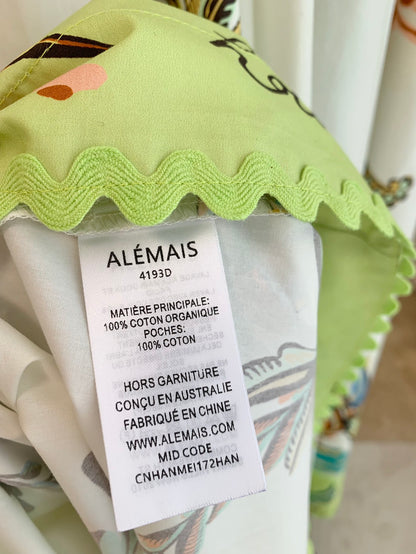 ALÉMAIS
4193D
MATIÈRE PRINCIPALE:
100% COTON ORGANIQUE
POCHES:
100% COTON
HORS GARNITURE
CONÇU EN AUSTRALIE
FABRIQUÉ EN CHINE
WWW.ALEMAIS.COM
MID CODE
CNHANMEI172HAN